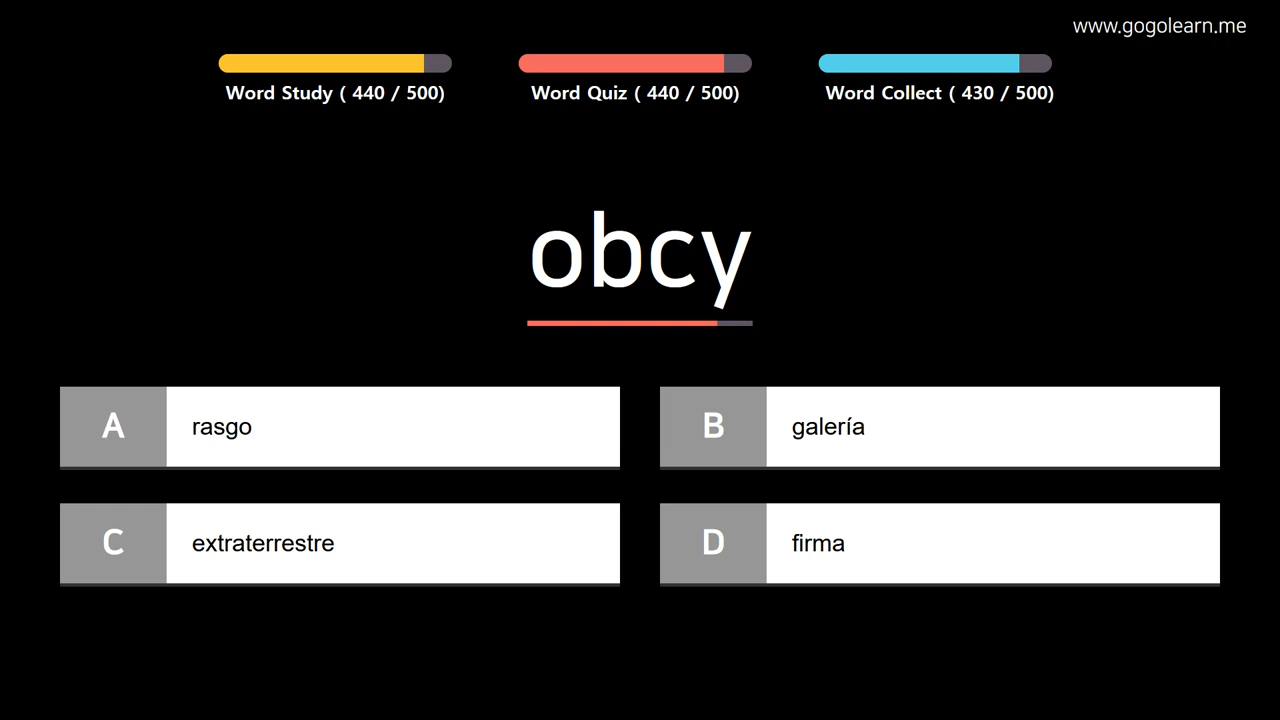 www.gogolearn.me
Word Study ( 440 / 500)
Word Quiz ( 440 / 500)
Word Collect ( 430 / 500)
obcy
A rasgo
B galería
C extraterrestre
D firma